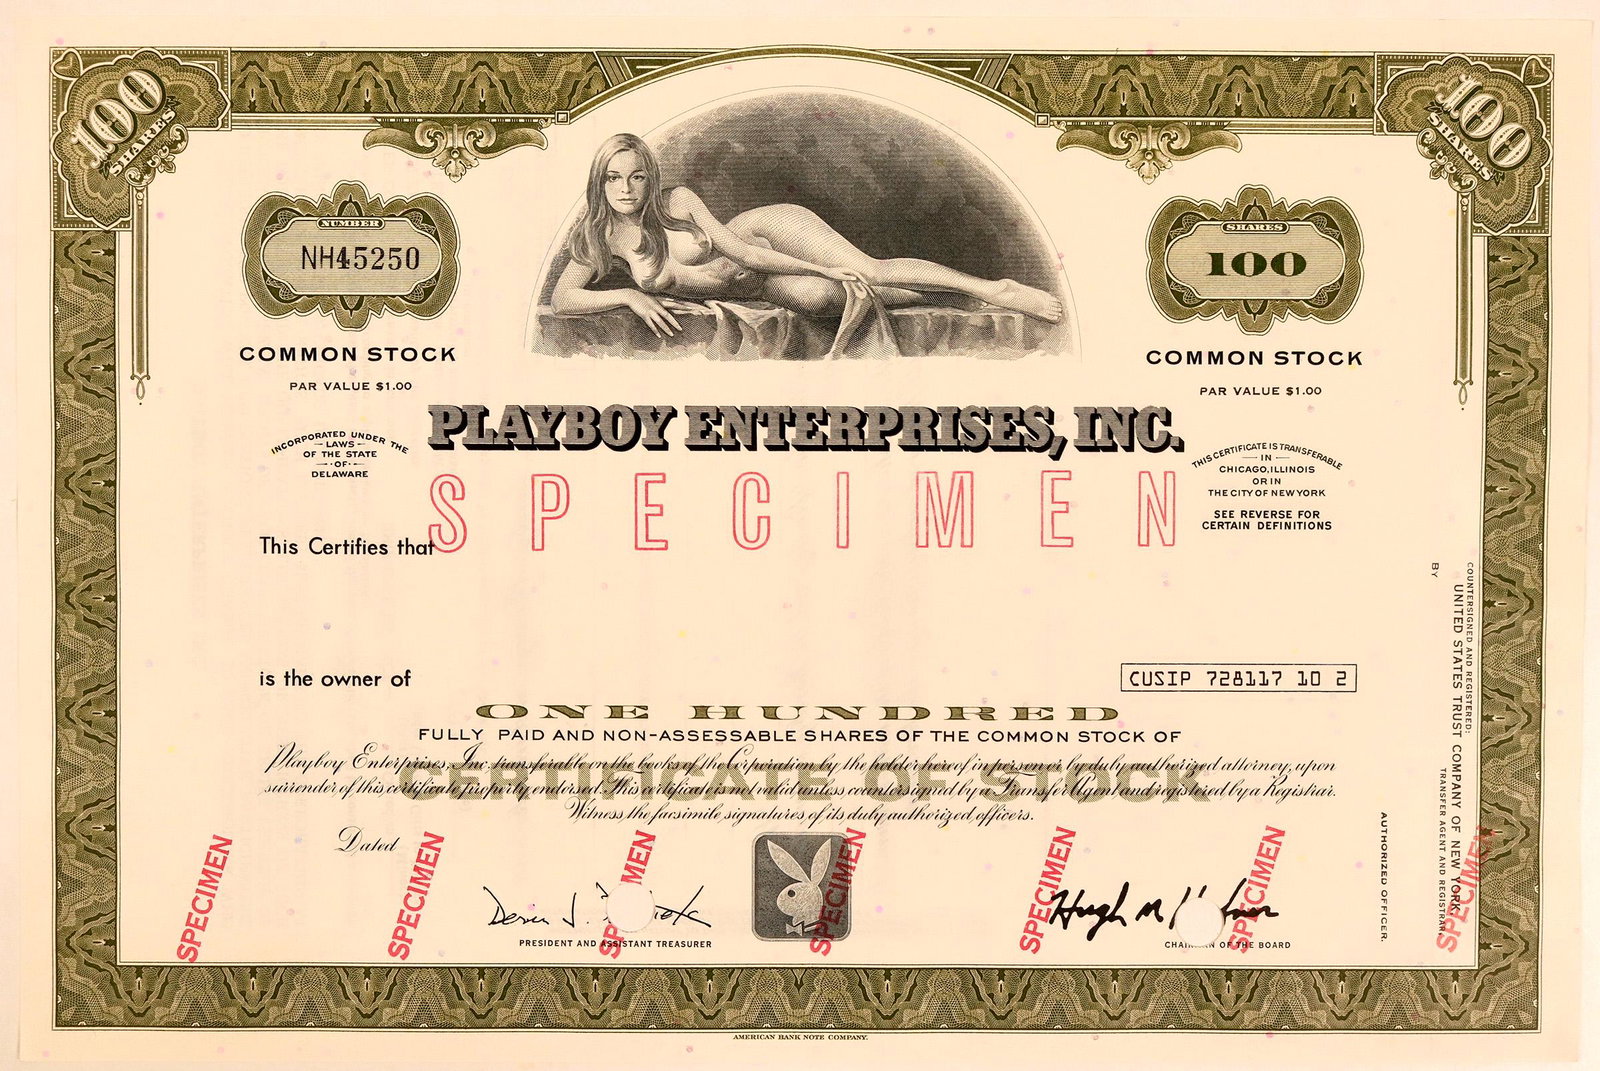 100
SHARES
100
SHARES
NUMBER
NH45250
SHARES
100
COMMON STOCK
PAR VALUE $1.00
COMMON STOCK
PAR VALUE $1.00
PLAYBOY ENTERPRISES, INC.
INCORPORATED UNDER THE
LAWS
OF THE STATE
OF
DELAWARE
THIS CERTIFICATE IS TRANSFERABLE
IN
CHICAGO, ILLINOIS
OR IN
THE CITY OF NEW YORK
SEE REVERSE FOR
CERTAIN DEFINITIONS
SPECIMEN
This Certifies that
is the owner of
CUSIP 728117 10 2
ONE HUNDRED
FULLY PAID AND NON-ASSESSABLE SHARES OF THE COMMON STOCK OF
CERTIFICATE OF STOCK
Playboy Enterprises, Inc., transferable on the books of the Corporation by the holder hereof in person or by duly authorized attorney, upon
surrender of this certificate properly endorsed. This certificate is not valid unless countersigned by a Transfer Agent and registered by a Registrar.
Witness the facsimile signatures of its duly authorized officers.
Dated
SPECIMEN
SPECIMEN
SPECIMEN
SPECIMEN
SPECIMEN
SPECIMEN
SPECIMEN
PRESIDENT AND ASSISTANT TREASURER
Hugh M
CHAIRMAN OF THE BOARD
COUNTERSIGNED AND REGISTERED:
UNITED STATES TRUST COMPANY OF NEW YORK,
TRANSFER AGENT AND REGISTRAR,
BY
AUTHORIZED OFFICER.
AMERICAN BANK NOTE COMPANY.